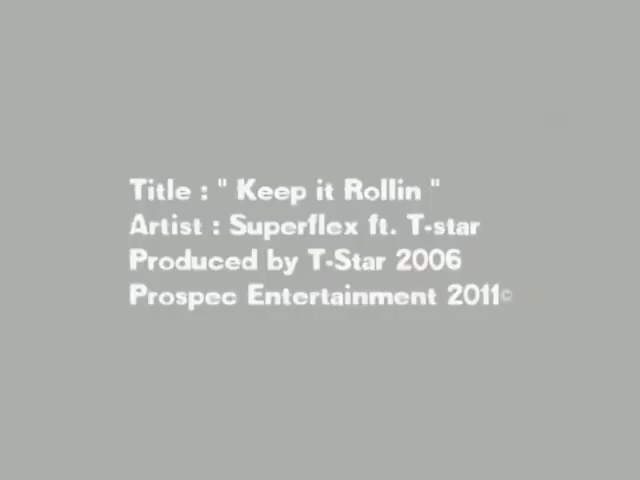 Title : " Keep it Rollin "
Artist : Superflex ft. T-star
Produced by T-Star 2006
Prospec Entertainment 2011©